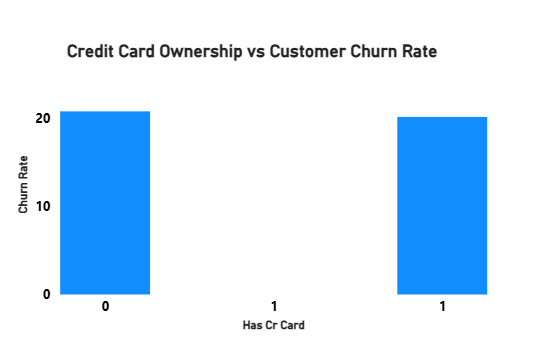 Credit Card Ownership vs Customer Churn Rate
20
10
0
Churn Rate
0 1 1
Has Cr Card